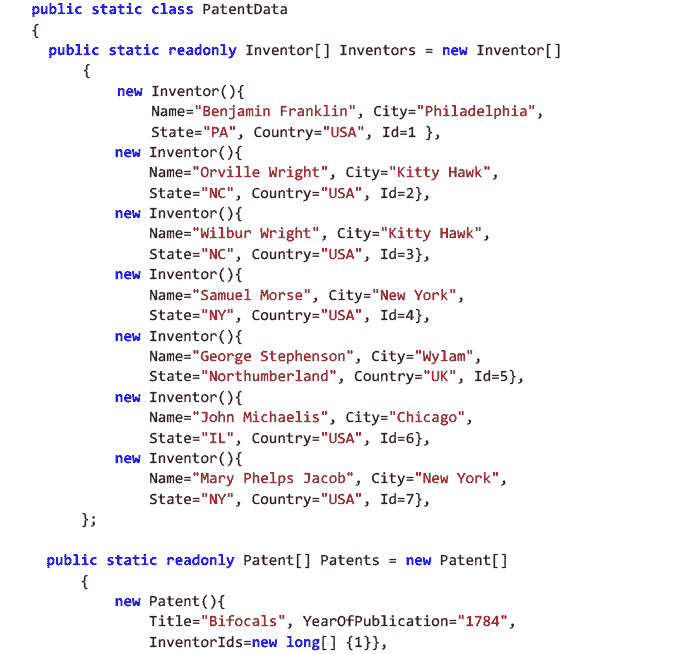 public static class PatentData
{
  public static readonly Inventor[] Inventors = new Inventor[]
      {
          new Inventor(){
              Name="Benjamin Franklin", City="Philadelphia",
              State="PA", Country="USA", Id=1 },
          new Inventor(){
              Name="Orville Wright", City="Kitty Hawk",
              State="NC", Country="USA", Id=2},
          new Inventor(){
              Name="Wilbur Wright", City="Kitty Hawk",
              State="NC", Country="USA", Id=3},
          new Inventor(){
              Name="Samuel Morse", City="New York",
              State="NY", Country="USA", Id=4},
          new Inventor(){
              Name="George Stephenson", City="Wylam",
              State="Northumberland", Country="UK", Id=5},
          new Inventor(){
              Name="John Michaelis", City="Chicago",
              State="IL", Country="USA", Id=6},
          new Inventor(){
              Name="Mary Phelps Jacob", City="New York",
              State="NY", Country="USA", Id=7},
      };

  public static readonly Patent[] Patents = new Patent[]
      {
          new Patent(){
              Title="Bifocals", YearOfPublication="1784",
              InventorIds=new long[] {1}},